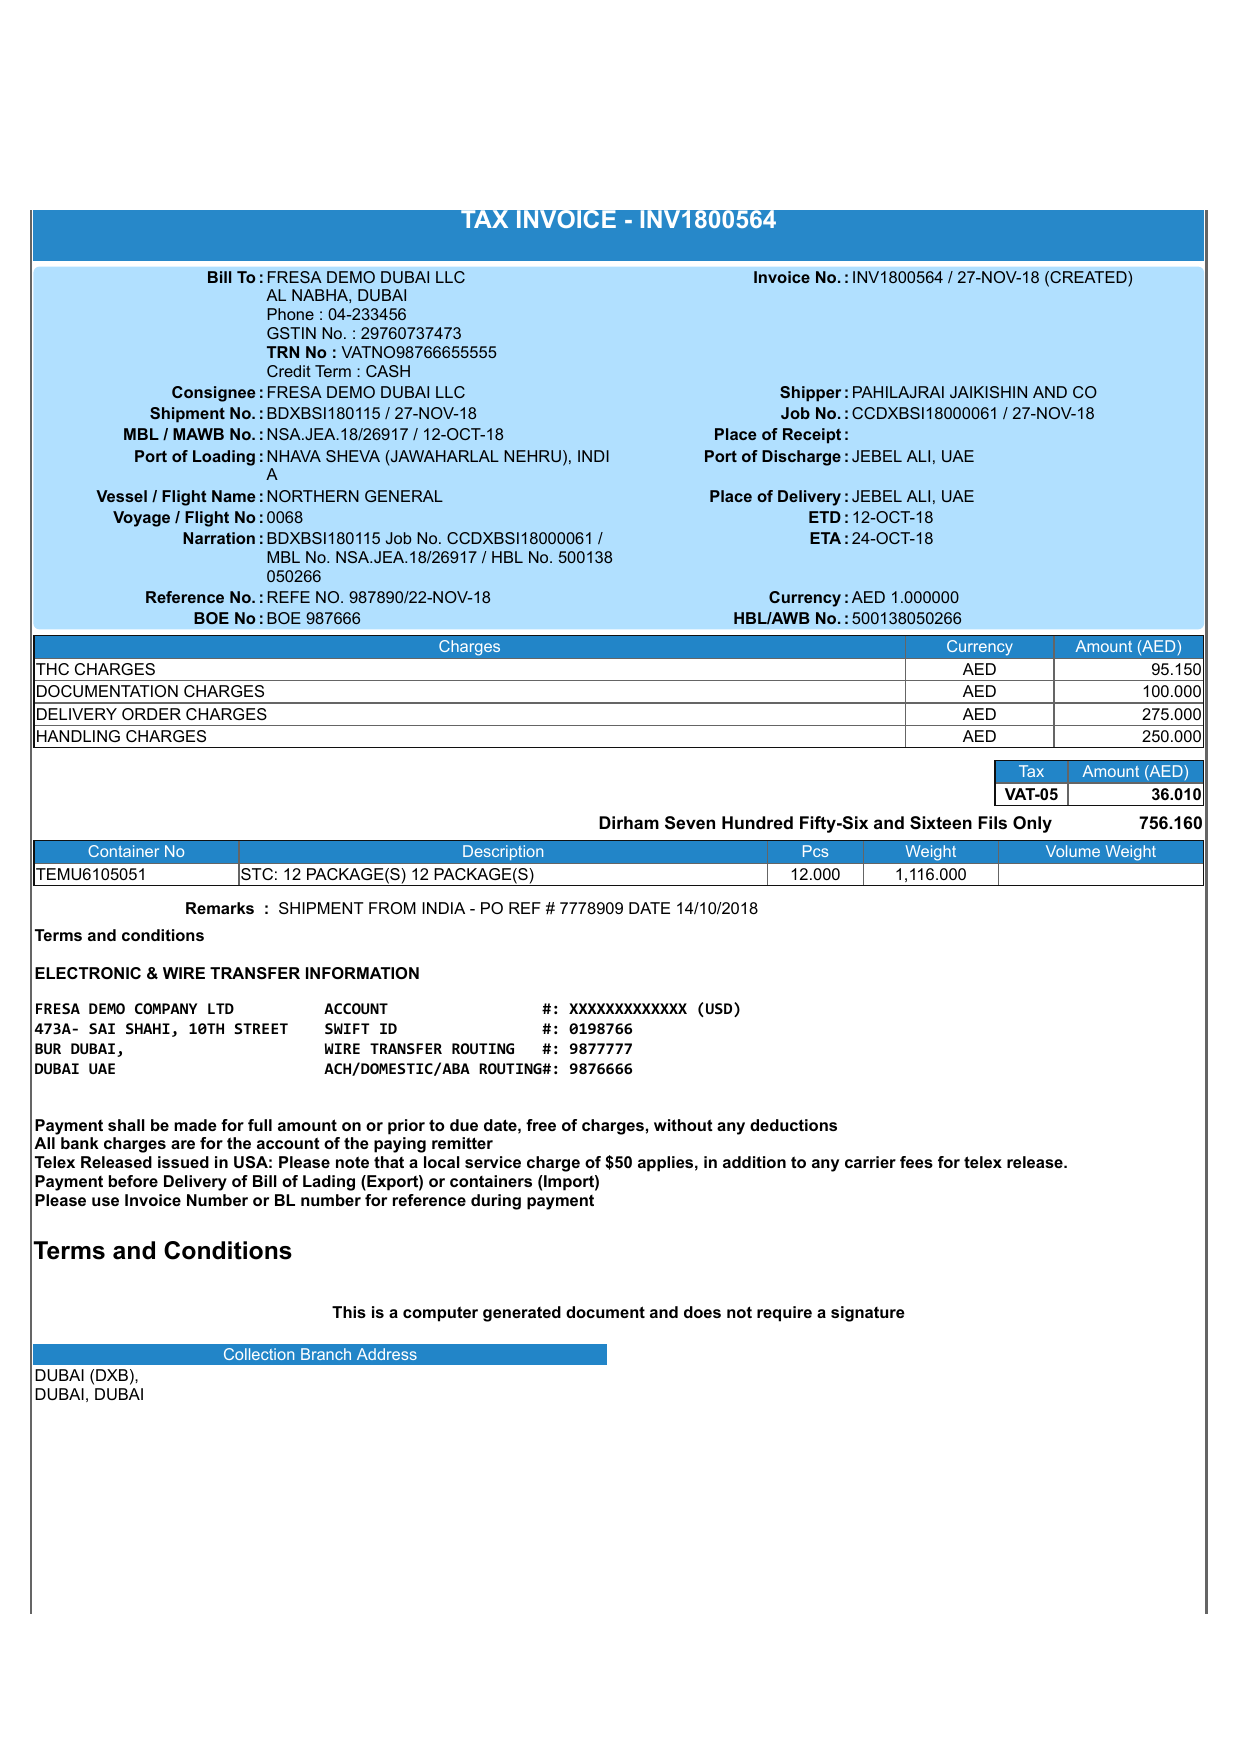 TAX INVOICE - INV1800564
Bill To : FRESA DEMO DUBAI LLC Invoice No. : INV1800564 / 27-NOV-18 (CREATED)
AL NABHA, DUBAI
Phone : 04-233456
GSTIN No. : 29760737473
TRN No : VATNO98766655555
Credit Term : CASH
Consignee : FRESA DEMO DUBAI LLC Shipper : PAHILAJRAI JAIKISHIN AND CO
Shipment No. : BDXBSI180115 / 27-NOV-18 Job No. : CCDXBSI18000061 / 27-NOV-18
MBL / MAWB No. : NSA.JEA.18/26917 / 12-OCT-18 Place of Receipt :
Port of Loading : NHAVA SHEVA (JAWAHARLAL NEHRU), INDI Port of Discharge : JEBEL ALI, UAE
A
Vessel / Flight Name : NORTHERN GENERAL Place of Delivery : JEBEL ALI, UAE
Voyage / Flight No : 0068 ETD : 12-OCT-18
Narration : BDXBSI180115 Job No. CCDXBSI18000061 / ETA : 24-OCT-18
MBL No. NSA.JEA.18/26917 / HBL No. 500138
050266
Reference No. : REFE NO. 987890/22-NOV-18 Currency : AED 1.000000
BOE No : BOE 987666 HBL/AWB No. : 500138050266
Charges Currency Amount (AED)
THC CHARGES AED 95.150
DOCUMENTATION CHARGES AED 100.000
DELIVERY ORDER CHARGES AED 275.000
HANDLING CHARGES AED 250.000
Tax Amount (AED)
VAT-05 36.010
Dirham Seven Hundred Fifty-Six and Sixteen Fils Only 756.160
Container No Description Pcs Weight Volume Weight
TEMU6105051 STC: 12 PACKAGE(S) 12 PACKAGE(S) 12.000 1,116.000
Remarks : SHIPMENT FROM INDIA - PO REF # 7778909 DATE 14/10/2018
Terms and conditions
ELECTRONIC & WIRE TRANSFER INFORMATION
FRESA DEMO COMPANY LTD ACCOUNT #: XXXXXXXXXXXXX (USD)
473A- SAI SHAHI, 10TH STREET SWIFT ID #: 0198766
BUR DUBAI, WIRE TRANSFER ROUTING #: 9877777
DUBAI UAE ACH/DOMESTIC/ABA ROUTING#: 9876666
Payment shall be made for full amount on or prior to due date, free of charges, without any deductions
All bank charges are for the account of the paying remitter
Telex Released issued in USA: Please note that a local service charge of $50 applies, in addition to any carrier fees for telex release.
Payment before Delivery of Bill of Lading (Export) or containers (Import)
Please use Invoice Number or BL number for reference during payment
Terms and Conditions
This is a computer generated document and does not require a signature
Collection Branch Address
DUBAI (DXB),
DUBAI, DUBAI